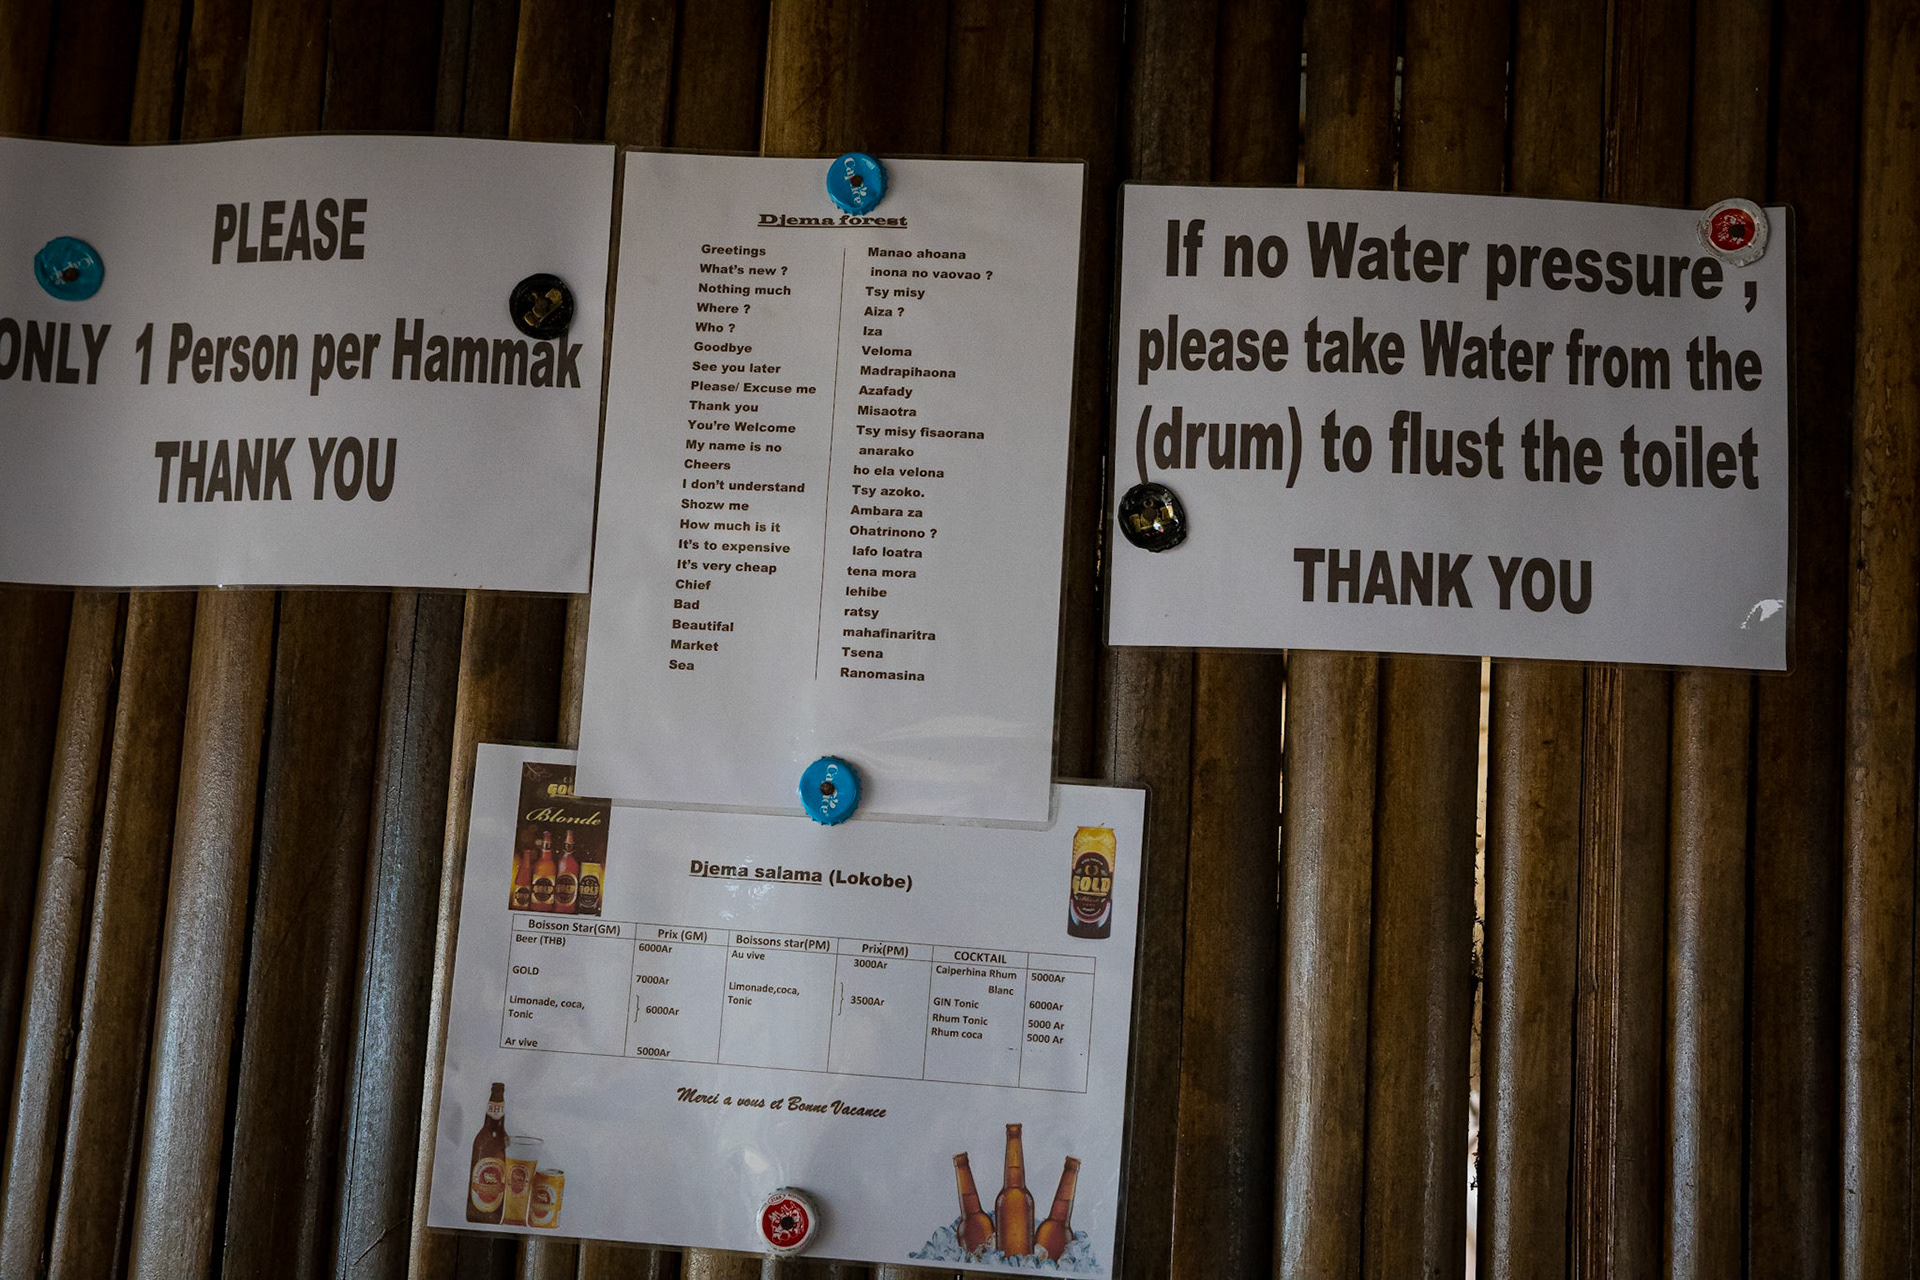 PLEASE
ONLY 1 Person per Hammak
THANK YOU
Djema forest
Greetings Manao ahoana
What's new ? inona no vaovao ?
Nothing much Tsy misy
Where ? Aiza ?
Who ? Iza
Goodbye Veloma
See you later Madrapihaona
Please/ Excuse me Azafady
Thank you Misaotra
You're Welcome Tsy misy fisaorana
My name is no anarako
Cheers ho ela velona
I don't understand Tsy azoko.
Shozw me Ambara za
How much is it Ohatrinono ?
It's to expensive lafo loatra
It's very cheap tena mora
Chief lehibe
Bad ratsy
Beautifal mahafinaritra
Market Tsena
Sea Ranomasina
If no Water pressure ,
please take Water from the
(drum) to flust the toilet
THANK YOU
GOLD
Blonde
GOLD
Djema salama (Lokobe)
Boisson Star(GM) Prix (GM) Boissons star(PM) Prix(PM) COCKTAIL
Beer (THB) 6000Ar Au vive 3000Ar Caiperhina Rhum 5000Ar
Blanc
GOLD 7000Ar Limonade,coca, 3500Ar GIN Tonic 6000Ar
Tonic
Limonade, coca, 6000Ar Rhum Tonic 5000 Ar
Tonic Rhum coca 5000 Ar
Ar vive 5000Ar
Merci a vous et Bonne Vacance